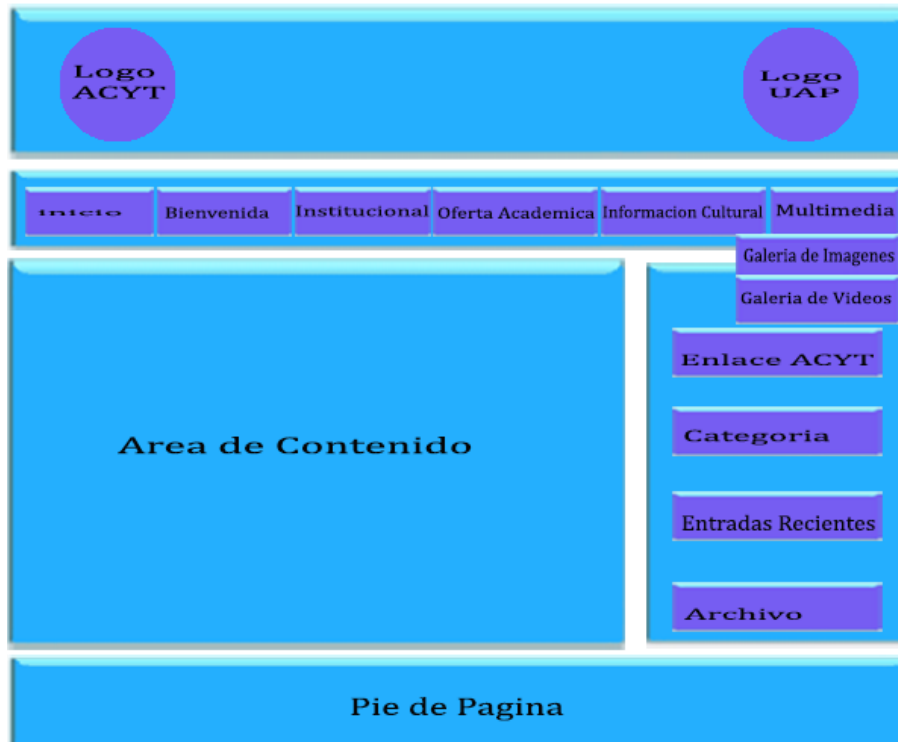 Logo
ACYT
Logo
UAP
inicio
Bienvenida
Institucional
Oferta Academica
Informacion Cultural
Multimedia
Galeria de Imagenes
Galeria de Videos
Enlace ACYT
Categoria
Entradas Recientes
Archivo
Area de Contenido
Pie de Pagina